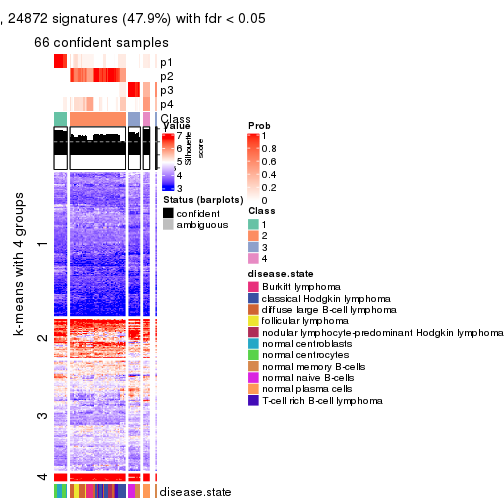 , 24872 signatures (47.9%) with fdr < 0.05
66 confident samples
p1
p2
p3
p4
Class
Value
7
6
5
4
3
Silhouette
score
Prob
1
0.8
0.6
0.4
0.2
0
Status (barplots)
confident
ambiguous
Class
1
2
3
4
disease.state
Burkitt lymphoma
classical Hodgkin lymphoma
diffuse large B-cell lymphoma
follicular lymphoma
nodular lymphocyte-predominant Hodgkin lymphoma
normal centroblasts
normal centrocytes
normal memory B-cells
normal naive B-cells
normal plasma cells
T-cell rich B-cell lymphoma
k-means with 4 groups
1
2
3
4
disease.state